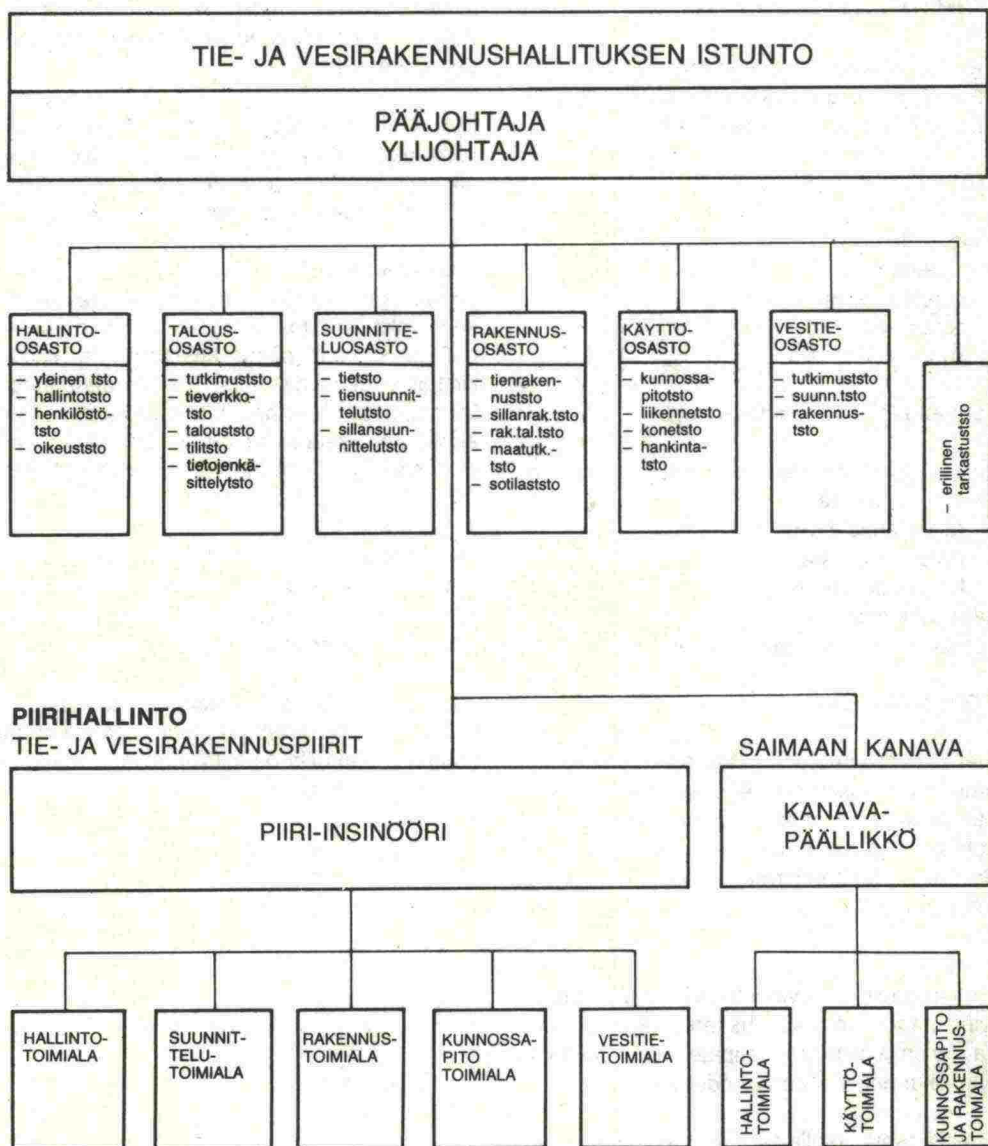 TIE- JA VESIRAKENNUSHALLITUKSEN ISTUNTO
PÄÄJOHTAJA
YLIJOHTAJA
HALLINTO-
OSASTO
– yleinen tsto
– hallintotsto
– henkilöstö-
tsto
– oikeuststo
TALOUS-
OSASTO
– tutkimuststo
– tieverkko-
tsto
– talouststo
– tilitsto
– tietojenkä-
sittelytsto
SUUNNITTE-
LUOSASTO
– tietsto
– tiensuunnit-
telutsto
– sillansuun-
nittelutsto
RAKENNUS-
OSASTO
– tienraken-
nuststo
– sillanrak.tsto
– rak.tal.tsto
– maatutk.-
tsto
– sotilaststo
KÄYTTÖ-
OSASTO
– kunnossa-
pitotsto
– liikennetsto
– konetsto
– hankinta-
tsto
VESITIE-
OSASTO
– tutkimuststo
– suunn.tsto
– rakennus-
tsto
– erillinen
tarkastuststo
PIIRIHALLINTO
TIE- JA VESIRAKENNUSPIIRIT
PIIRI-INSINÖÖRI
SAIMAAN KANAVA
KANAVA-
PÄÄLLIKKÖ
HALLINTO-
TOIMIALA
SUUNNIT-
TELU-
TOIMIALA
RAKENNUS-
TOIMIALA
KUNNOSSA-
PITO
TOIMIALA
VESITIE-
TOIMIALA
HALLINTO-
TOIMIALA
KÄYTTÖ-
TOIMIALA
KUNNOSSAPITO
JA RAKENNUS-
TOIMIALA